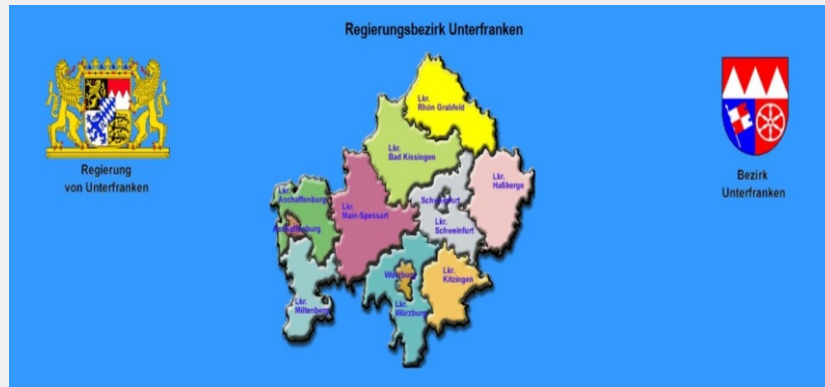 Regierungsbezirk Unterfranken
Regierung
von Unterfranken
Bezirk
Unterfranken
Lkr.
Rhön Grabfeld
Lkr.
Bad Kissingen
Lkr.
Haßberge
Lkr.
Aschaffenburg
Aschaffenburg
Lkr.
Main-Spessart
Schweinfurt
Lkr.
Schweinfurt
Lkr.
Miltenberg
Würzburg
Lkr.
Würzburg
Lkr.
Kitzingen